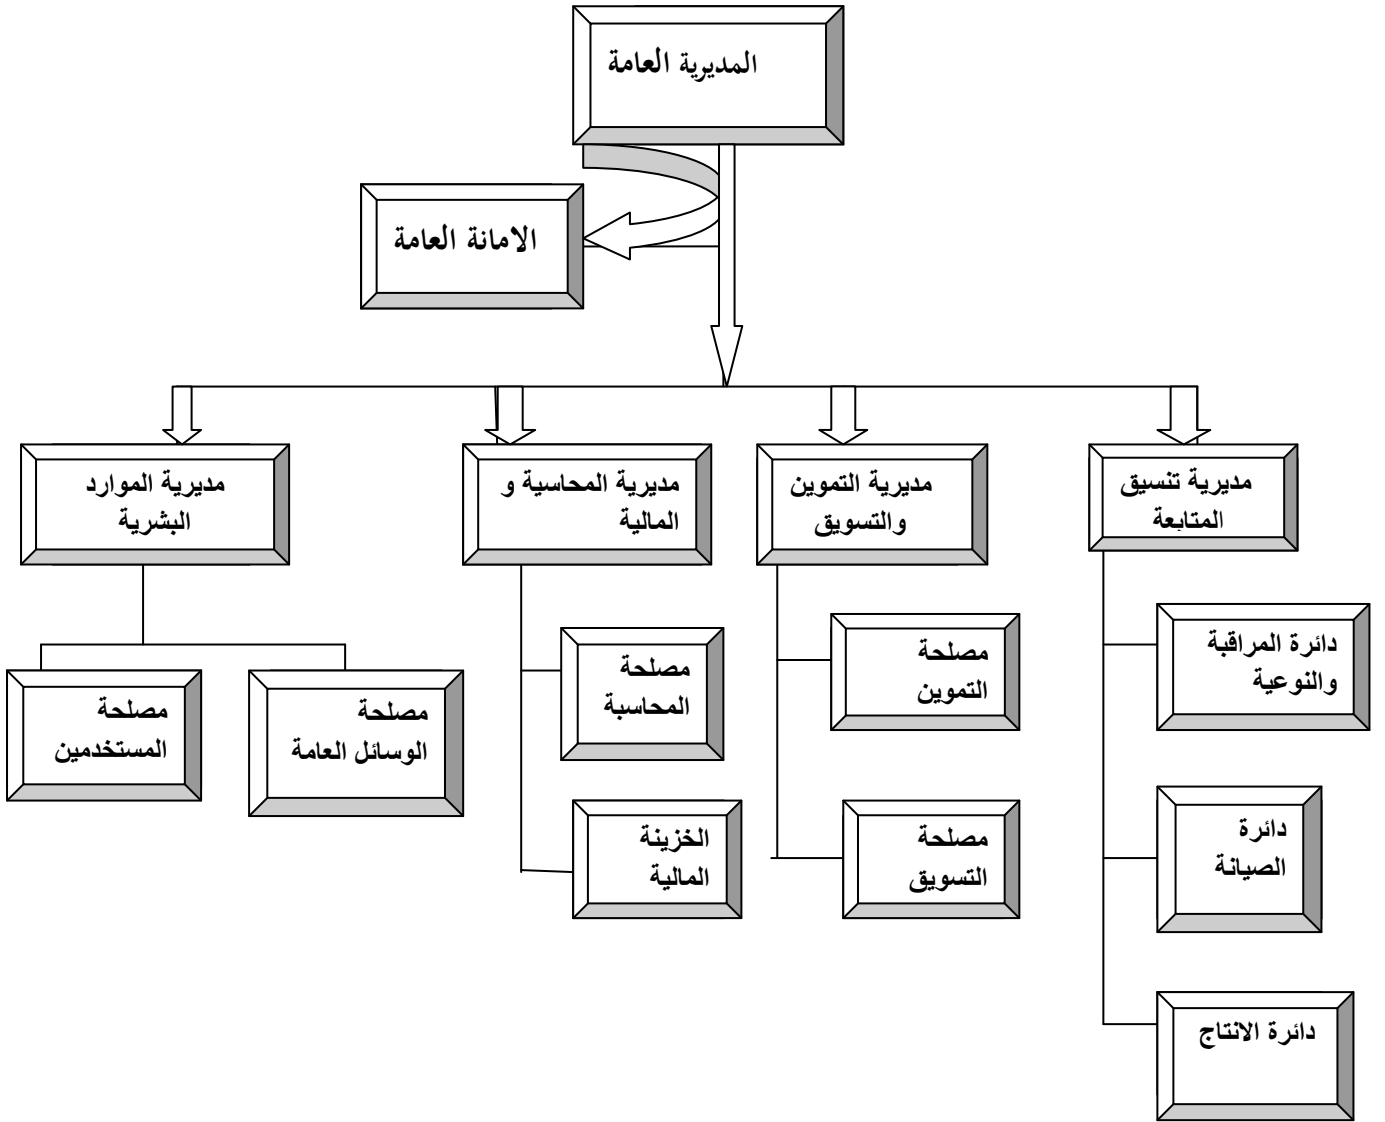 المديرية العامة
الامانة العامة
مديرية تنسيق
المتابعة
مديرية التموين
والتسويق
مديرية المحاسبة و
المالية
مديرية الموارد
البشرية
دائرة المراقبة
والنوعية
مصلحة
التموين
مصلحة
المحاسبة
مصلحة
الوسائل العامة
مصلحة
المستخدمين
دائرة
الصيانة
مصلحة
التسويق
الخزينة
المالية
دائرة الانتاج